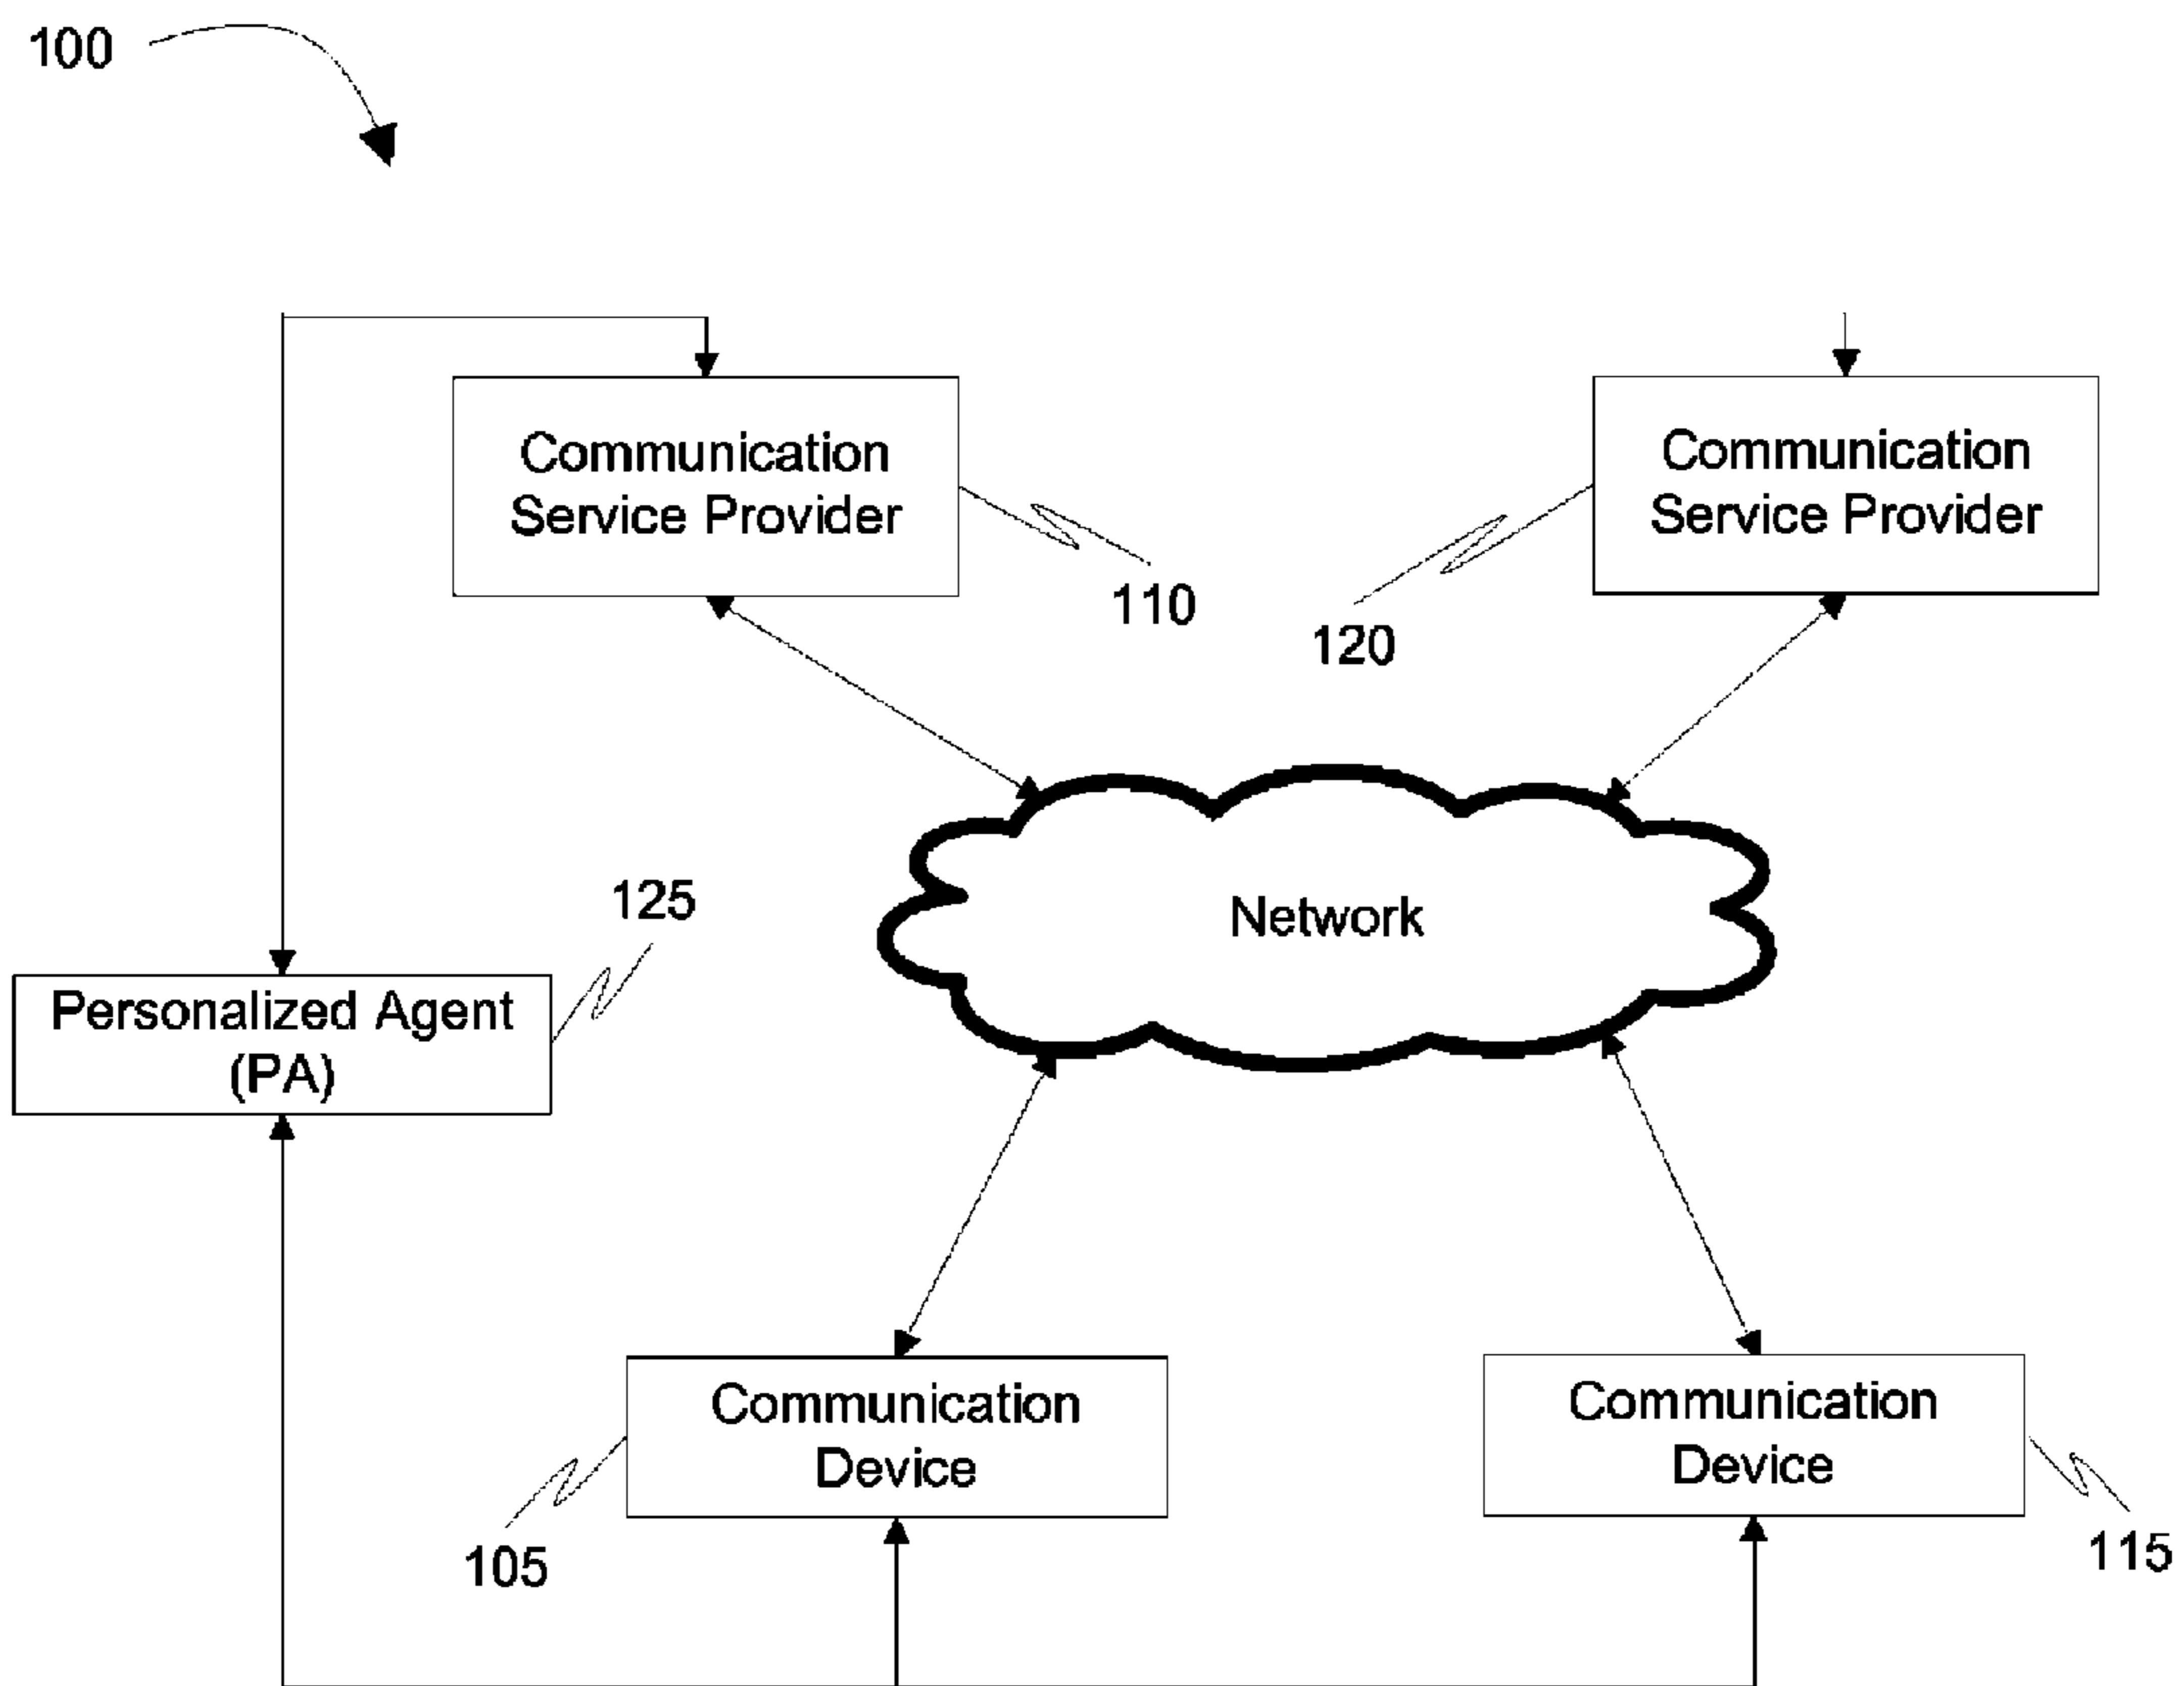 100
Communication
Service Provider
110
Communication
Service Provider
120
Network
125
Personalized Agent
(PA)
Communication
Device
105
Communication
Device
115